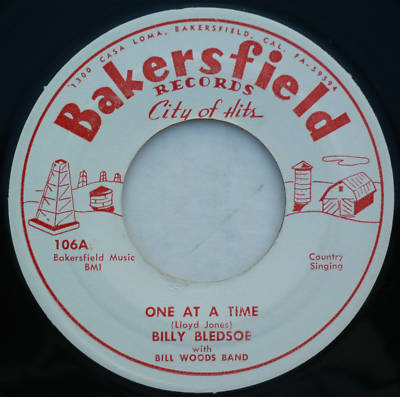 1300 CASA LOMA, BAKERSFIELD, CAL. FA-59594
Bakersfield
RECORDS
City of Hits
106A
Bakersfield Music
BMI
Country
Singing
ONE AT A TIME
(Lloyd Jones)
BILLY BLEDSOE
with
BILL WOODS BAND